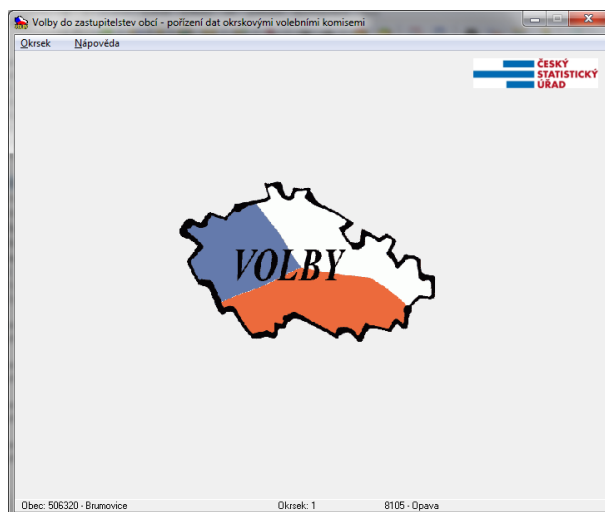 Volby do zastupitelstev obcí - pořízení dat okrskovými volebními komisemi
Okrsek Nápověda
ČESKÝ
STATISTICKÝ
ÚŘAD
VOLBY
Obec: 506320 - Brumovice Okrsek: 1 8105 - Opava